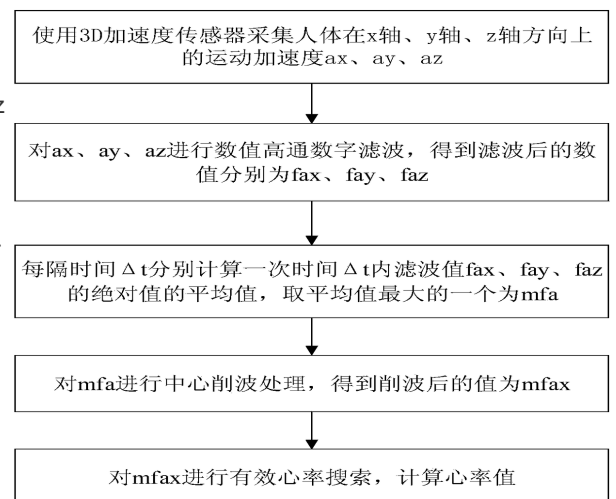 使用3D加速度传感器采集人体在x轴、y轴、z轴方向上
的运动加速度ax、ay、az
z
对ax、ay、az进行数值高通数字滤波，得到滤波后的数
值分别为fax、fay、faz
每隔时间Δt分别计算一次时间Δt内滤波值fax、fay、faz
的绝对值的平均值，取平均值最大的一个为mfa
对mfa进行中心削波处理，得到削波后的值为mfax
对mfax进行有效心率搜索，计算心率值